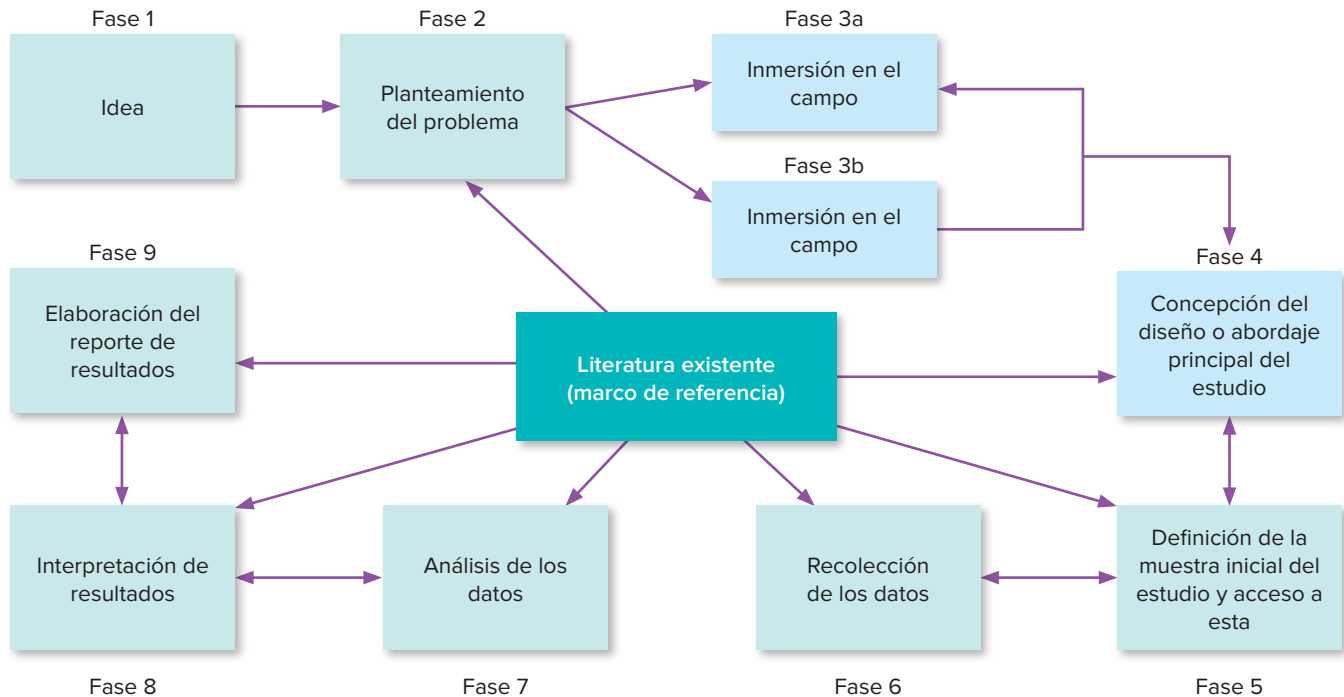 Fase 1
Idea
Fase 2
Planteamiento
del problema
Fase 3a
Inmersión en el
campo
Fase 3b
Inmersión en el
campo
Fase 4
Concepción del
diseño o abordaje
principal del
estudio
Fase 9
Elaboración del
reporte de
resultados
Literatura existente
(marco de referencia)
Interpretación de
resultados
Fase 8
Análisis de los
datos
Fase 7
Recolección
de los datos
Fase 6
Definición de la
muestra inicial del
estudio y acceso a
esta
Fase 5